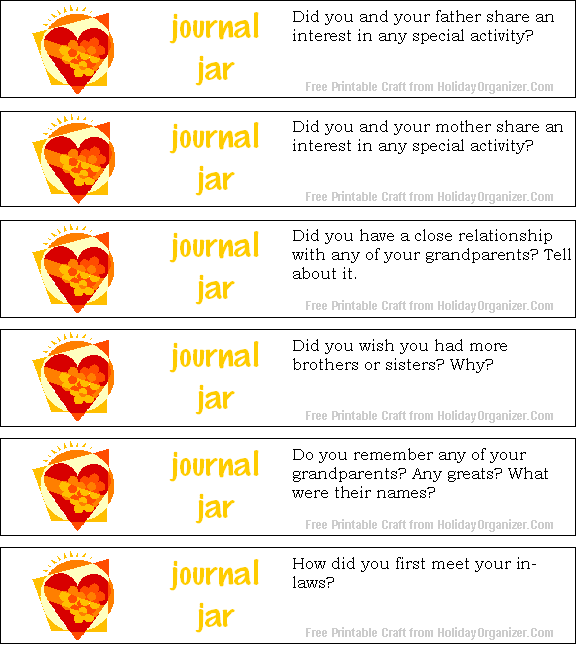 journal
jar
Did you and your father share an
interest in any special activity?
Free Printable Craft from HolidayOrganizer.Com
journal
jar
Did you and your mother share an
interest in any special activity?
Free Printable Craft from HolidayOrganizer.Com
journal
jar
Did you have a close relationship
with any of your grandparents? Tell
about it.
Free Printable Craft from HolidayOrganizer.Com
journal
jar
Did you wish you had more
brothers or sisters? Why?
Free Printable Craft from HolidayOrganizer.Com
journal
jar
Do you remember any of your
grandparents? Any greats? What
were their names?
Free Printable Craft from HolidayOrganizer.Com
journal
jar
How did you first meet your in-
laws?
Free Printable Craft from HolidayOrganizer.Com